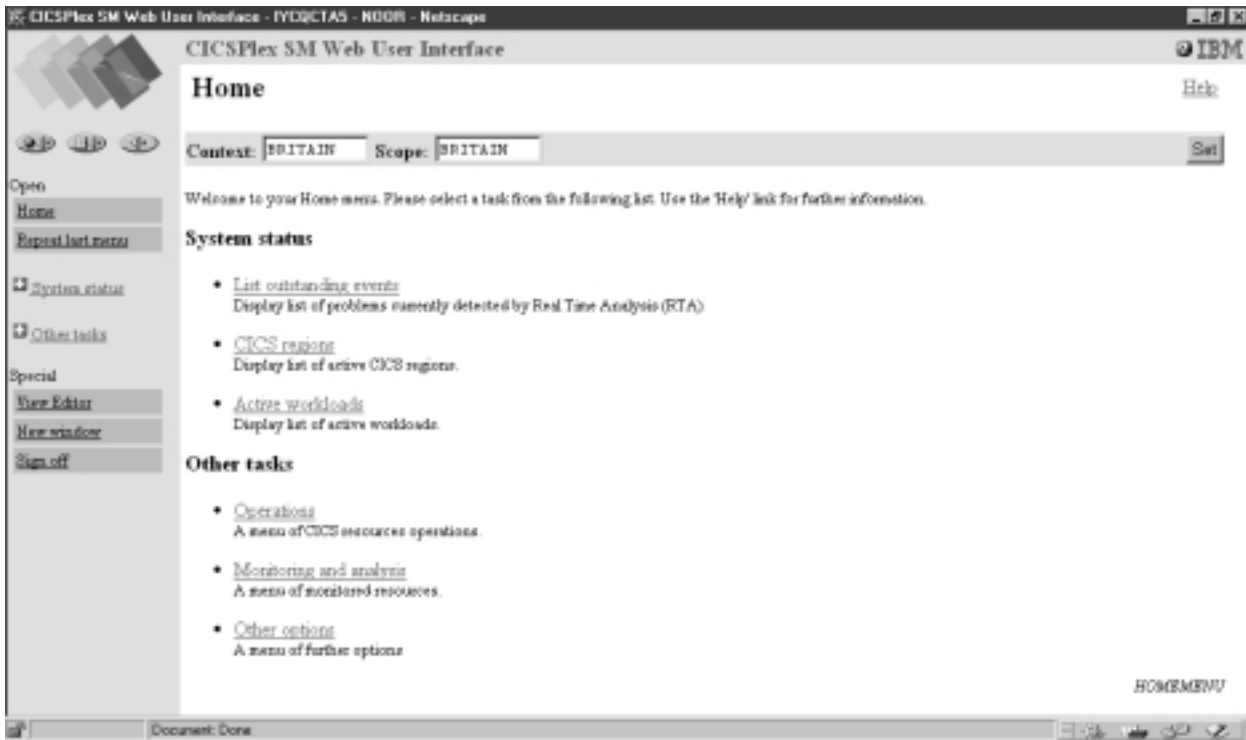 CICSPlex SM Web User Interface - IYCQCTA5 - NOOR - Netscape
CICSPlex SM Web User Interface
IBM
Home
Help
Context: BRITAIN Scope: BRITAIN
Set
Open
Home
Repeat last menu
System status
Other tasks
Special
View Editor
New window
Sign off
Welcome to your Home menu. Please select a task from the following list. Use the 'Help' link for further information.
System status
List outstanding events
Display list of problems currently detected by Real Time Analysis (RTA)
CICS regions
Display list of active CICS regions.
Active workloads
Display list of active workloads.
Other tasks
Operations
A menu of CICS resources operations.
Monitoring and analysis
A menu of monitored resources.
Other options
A menu of further options
HOMEMENU
Document: Done